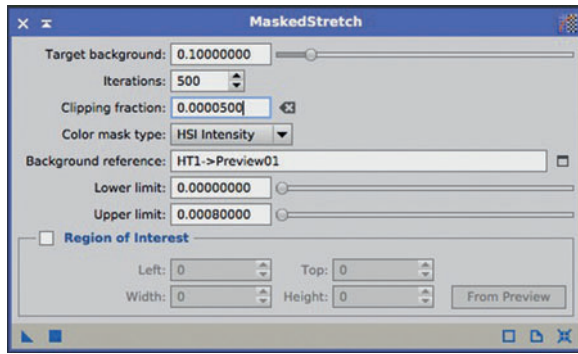 MaskedStretch
Target background: 0.10000000
Iterations: 500
Clipping fraction: 0.0000500
Color mask type: HSI Intensity
Background reference: HT1->Preview01
Lower limit: 0.00000000
Upper limit: 0.00080000
Region of Interest
Left: 0 Top: 0
Width: 0 Height: 0 From Preview